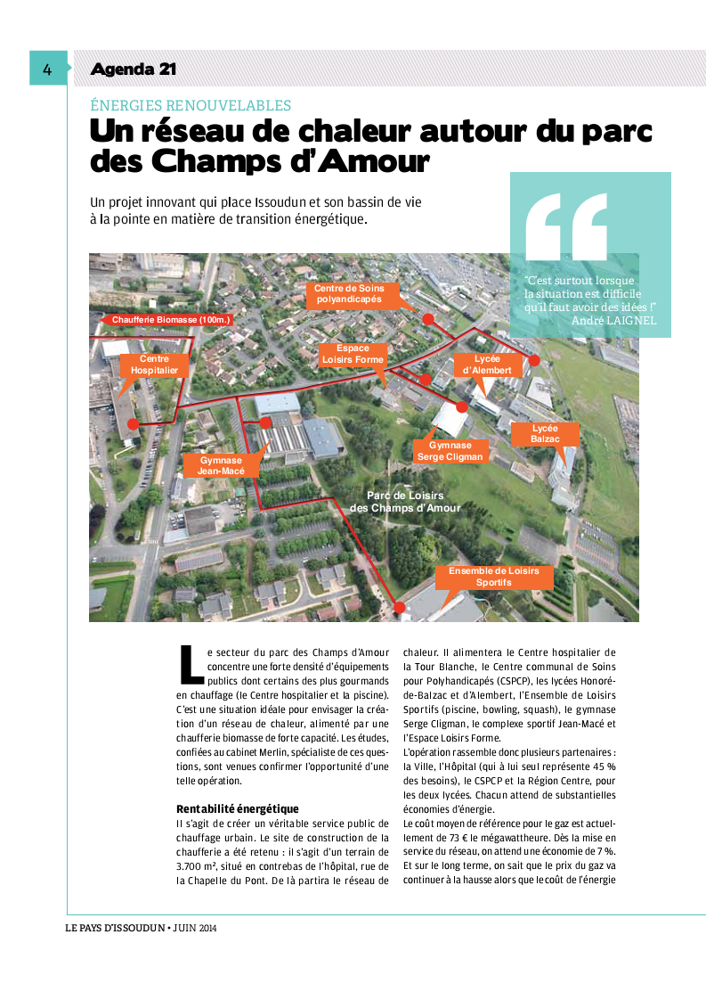 4
Agenda 21
ÉNERGIES RENOUVELABLES
Un réseau de chaleur autour du parc
des Champs d'Amour
Un projet innovant qui place Issoudun et son bassin de vie
à la pointe en matière de transition énergétique.
“C'est surtout lorsque
la situation est difficile
qu'il faut avoir des idées !”
André LAIGNEL
Centre de Soins
polyandicapés
Chaufferie Biomasse (100m.)
Espace
Loisirs Forme
Centre
Hospitalier
Lycée
d'Alembert
Lycée
Balzac
Gymnase
Serge Cligman
Gymnase
Jean-Macé
Parc de Loisirs
des Champs d'Amour
Ensemble de Loisirs
Sportifs
Le secteur du parc des Champs d'Amour
concentre une forte densité d'équipements
publics dont certains des plus gourmands
en chauffage (le Centre hospitalier et la piscine).
C'est une situation idéale pour envisager la créa-
tion d'un réseau de chaleur, alimenté par une
chaufferie biomasse de forte capacité. Les études,
confiées au cabinet Merlin, spécialiste de ces ques-
tions, sont venues confirmer l'opportunité d'une
telle opération.
Rentabilité énergétique
Il s'agit de créer un véritable service public de
chauffage urbain. Le site de construction de la
chaufferie a été retenu : il s'agit d'un terrain de
3.700 m², situé en contrebas de l'hôpital, rue de
la Chapelle du Pont. De là partira le réseau de
chaleur. Il alimentera le Centre hospitalier de
la Tour Blanche, le Centre communal de Soins
pour Polyhandicapés (CSPCP), les lycées Honoré-
de-Balzac et d'Alembert, l'Ensemble de Loisirs
Sportifs (piscine, bowling, squash), le gymnase
Serge Cligman, le complexe sportif Jean-Macé et
l'Espace Loisirs Forme.
L'opération rassemble donc plusieurs partenaires :
la Ville, l'Hôpital (qui à lui seul représente 45 %
des besoins), le CSPCP et la Région Centre, pour
les deux lycées. Chacun attend de substantielles
économies d'énergie.
Le coût moyen de référence pour le gaz est actuel-
lement de 73 € le mégawattheure. Dès la mise en
service du réseau, on attend une économie de 7 %.
Et sur le long terme, on sait que le prix du gaz va
continuer à la hausse alors que le coût de l'énergie
LE PAYS D'ISSOUDUN • JUIN 2014